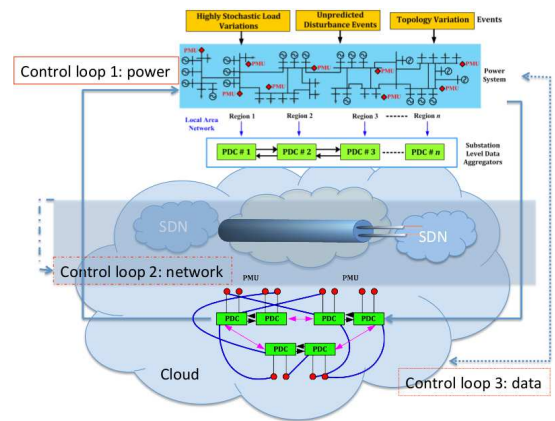 Highly Stochastic Load Variations
Unpredicted Disturbance Events
Topology Variation
Events
PMU
PMU
PMU
PMU
PMU
PMU
PMU
Power System
Control loop 1: power
Local Area Network
Region 1
Region 2
Region 3
Region n
PDC # 1
PDC # 2
PDC # 3
PDC # n
Substation Level Data Aggregators
SDN
SDN
Control loop 2: network
PMU
PMU
PDC
PDC
PDC
PDC
PDC
PDC
Cloud
Control loop 3: data